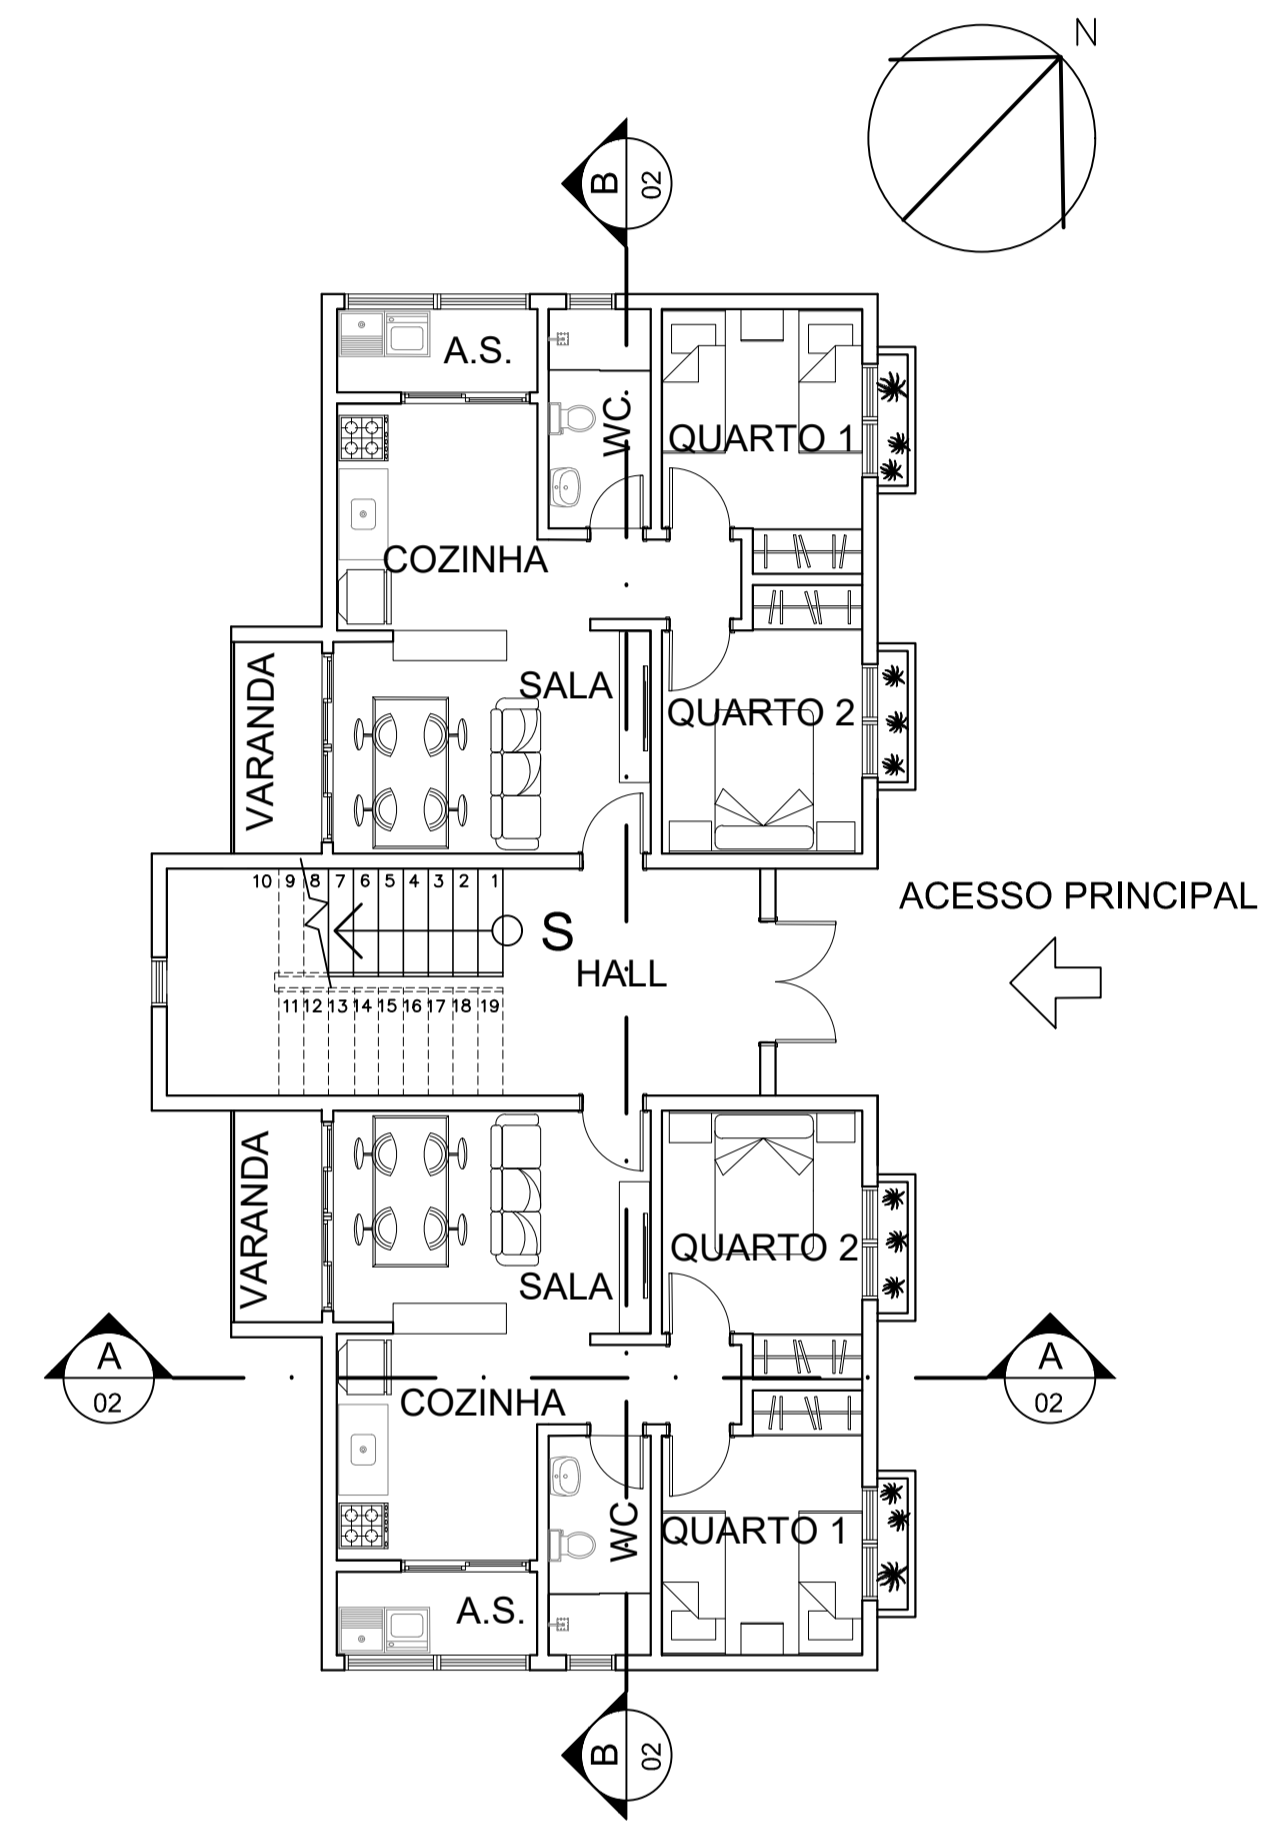 N
B
02
A.S.
WC.
QUARTO 1
COZINHA
VARANDA
SALA
QUARTO 2
10 9 8 7 6 5 4 3 2 1
ACESSO PRINCIPAL
S
HALL
11 12 13 14 15 16 17 18 19
VARANDA
QUARTO 2
SALA
A
02
A
02
COZINHA
WC
QUARTO 1
A.S.
B
02